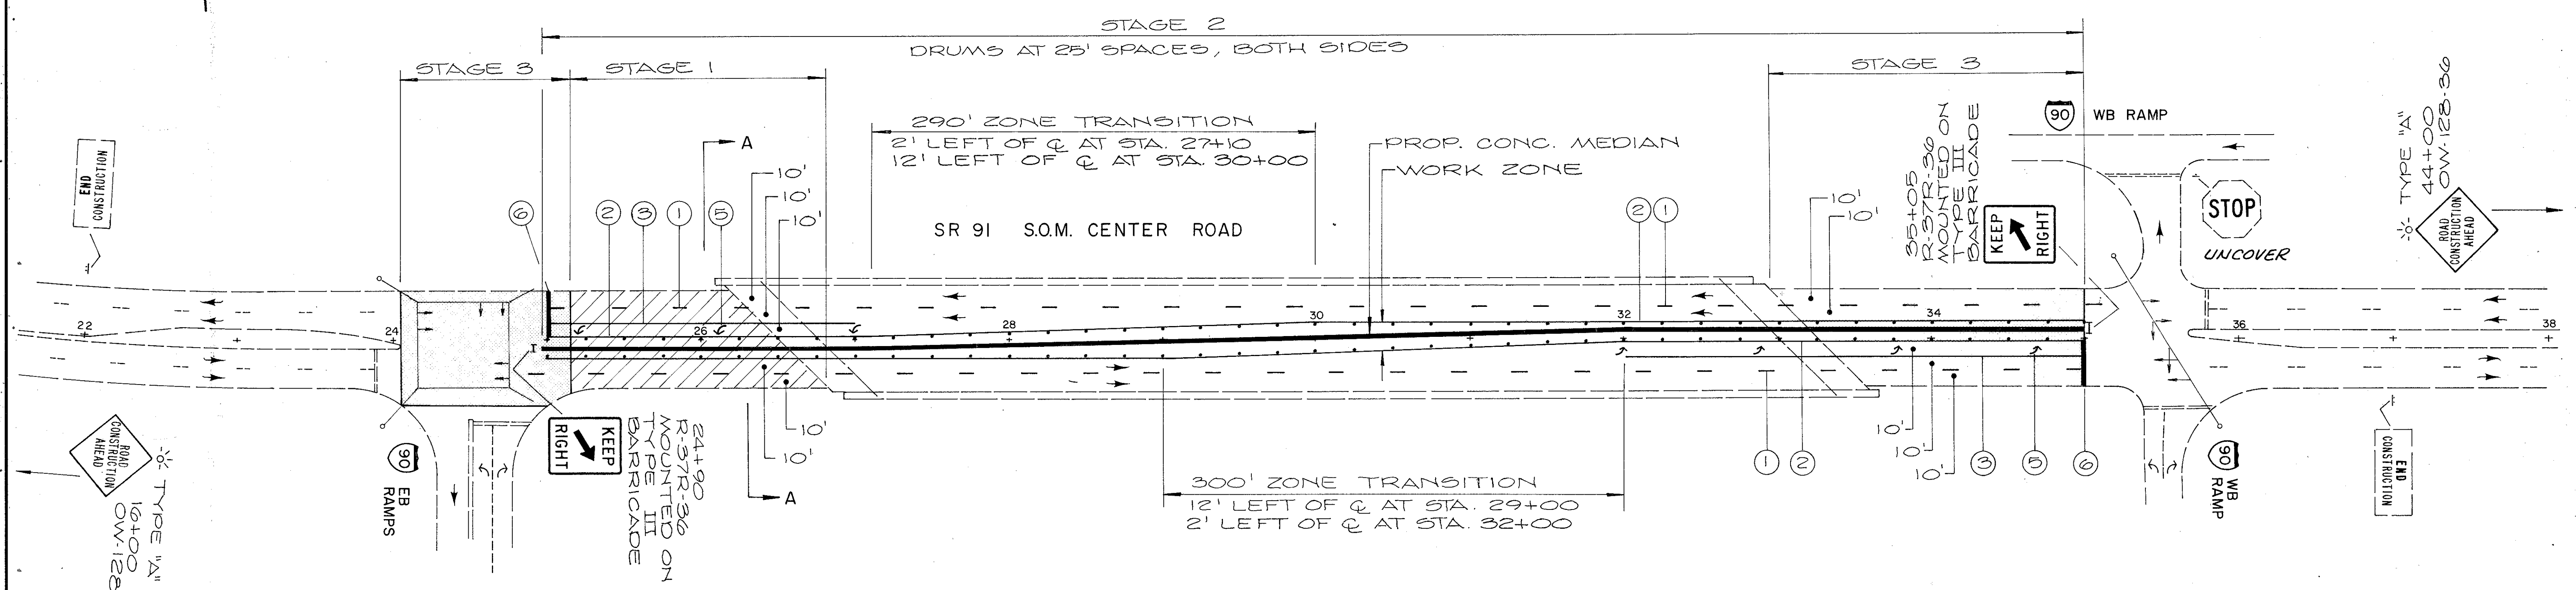 STAGE 2
DRUMS AT 25' SPACES, BOTH SIDES
STAGE 3
STAGE 1
STAGE 3
290' ZONE TRANSITION
2' LEFT OF ℄ AT STA. 27+10
12' LEFT OF ℄ AT STA. 30+00
PROP. CONC. MEDIAN
WORK ZONE
A
10'
10'
10'
SR 91 S.O.M. CENTER ROAD
6
2
3
1
5
2
1
10'
10'
35+05
R-37R-36
MOUNTED ON
TYPE III
BARRICADE
KEEP
RIGHT
90
WB RAMP
STOP
UNCOVER
TYPE "A"
44+00
OW-128-36
ROAD
CONSTRUCTION
AHEAD
END
CONSTRUCTION
22
24
26
28
30
32
34
36
38
I
I
10'
10'
A
ROAD
CONSTRUCTION
AHEAD
TYPE "A"
16+00
OW-128
90
EB
RAMPS
KEEP
RIGHT
24+90
R-37R-36
MOUNTED ON
TYPE III
BARRICADE
300' ZONE TRANSITION
12' LEFT OF ℄ AT STA. 29+00
2' LEFT OF ℄ AT STA. 32+00
1
2
10'
10'
10'
3
5
6
90
WB
RAMP
END
CONSTRUCTION